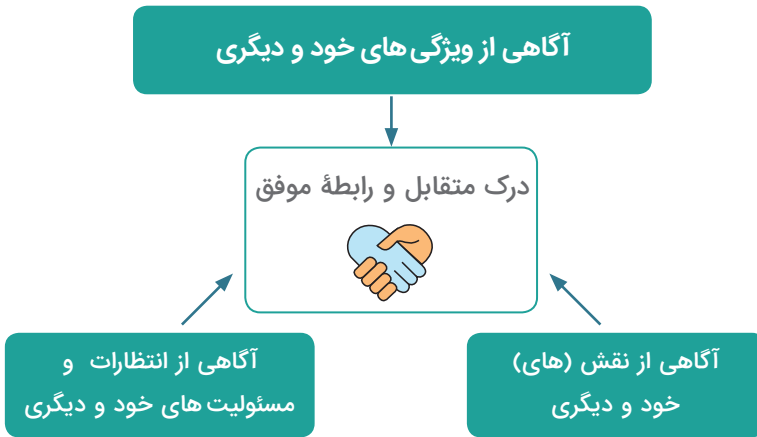 آگاهی از ویژگی‌های خود و دیگری
درک متقابل و رابطهٔ موفق
آگاهی از نقش (های)
خود و دیگری
آگاهی از انتظارات و
مسئولیت های خود و دیگری